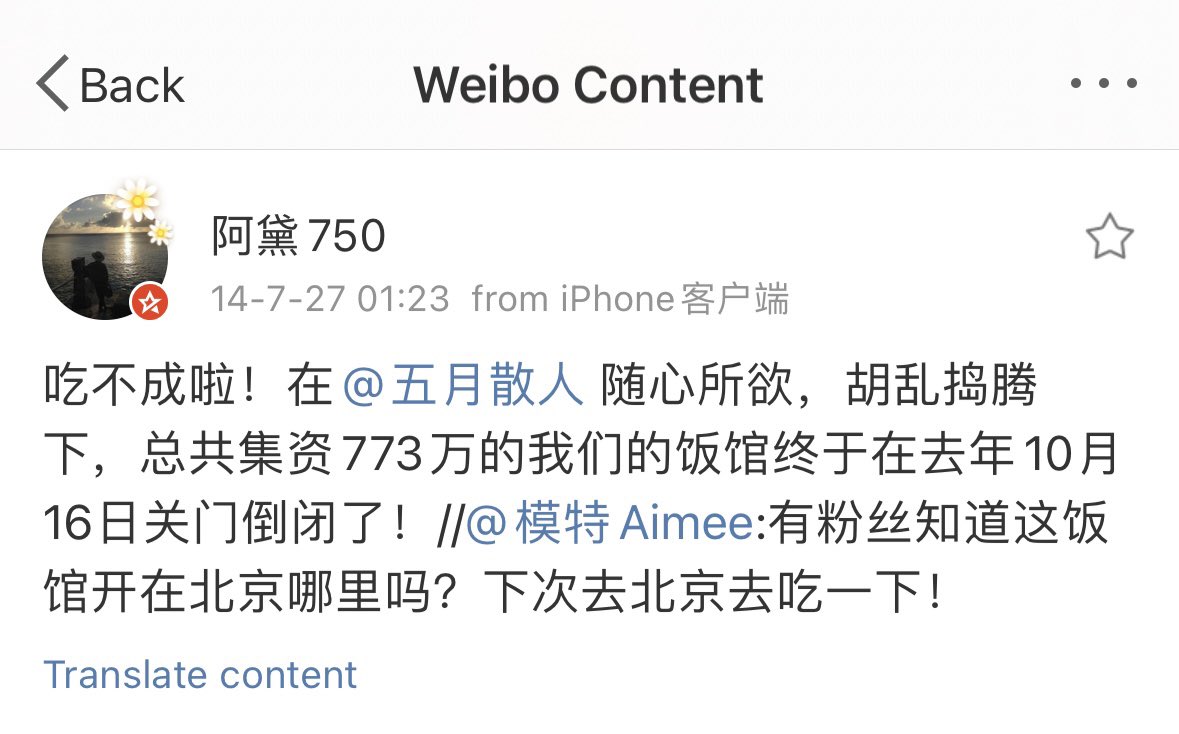 Back
Weibo Content
阿黛750
14-7-27 01:23 from iPhone客户端
吃不成啦！在@五月散人 随心所欲，胡乱捣腾
下，总共集资773万的我们的饭馆终于在去年10月
16日关门倒闭了！//@模特Aimee:有粉丝知道这饭
馆开在北京哪里吗？下次去北京去吃一下！
Translate content